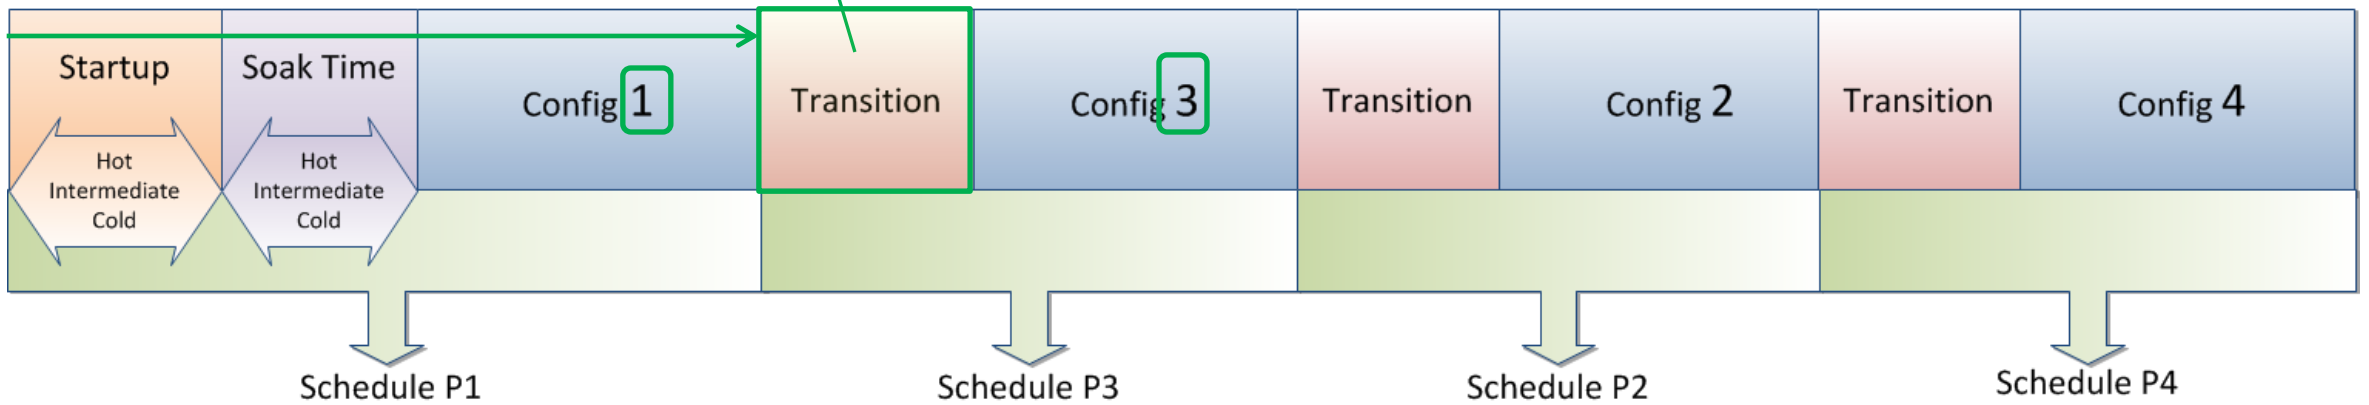 Startup
Soak Time
Config 1
Transition
Config 3
Transition
Config 2
Transition
Config 4
Hot
Intermediate
Cold
Hot
Intermediate
Cold
Schedule P1
Schedule P3
Schedule P2
Schedule P4